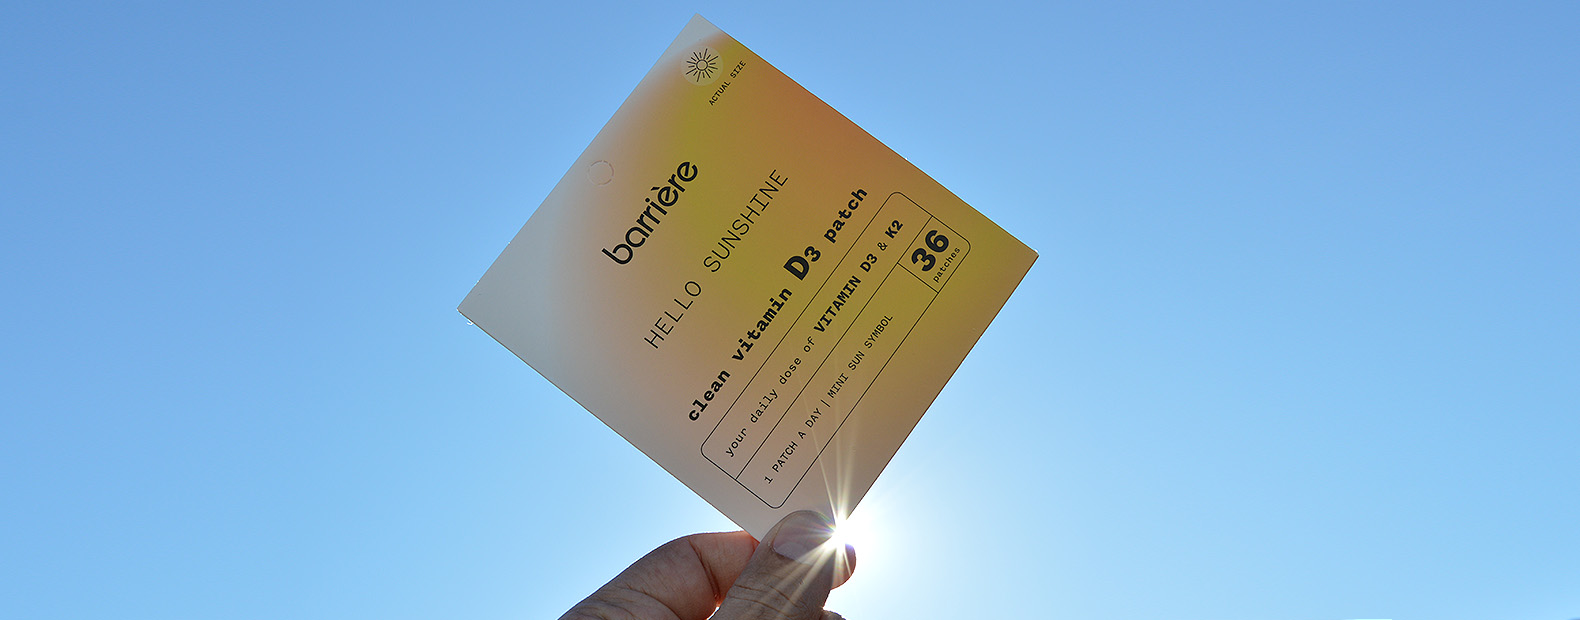 ACTUAL SIZE
barrière
HELLO SUNSHINE
clean vitamin D3 patch
your daily dose of VITAMIN D3 & K2
1 PATCH A DAY | MINI SUN SYMBOL
36
patches